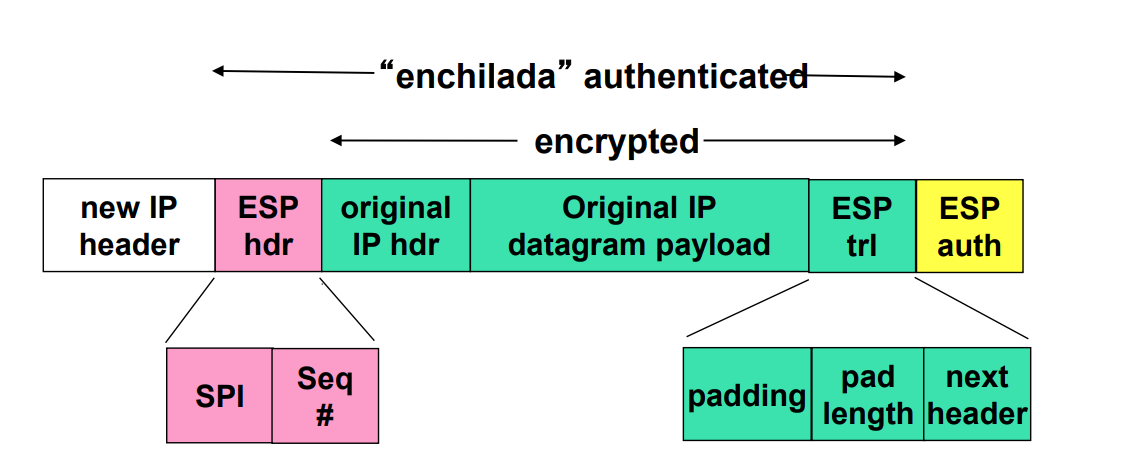 “enchilada” authenticated
encrypted
new IP
header
ESP
hdr
original
IP hdr
Original IP
datagram payload
ESP
trl
ESP
auth
SPI
Seq
#
padding
pad
length
next
header